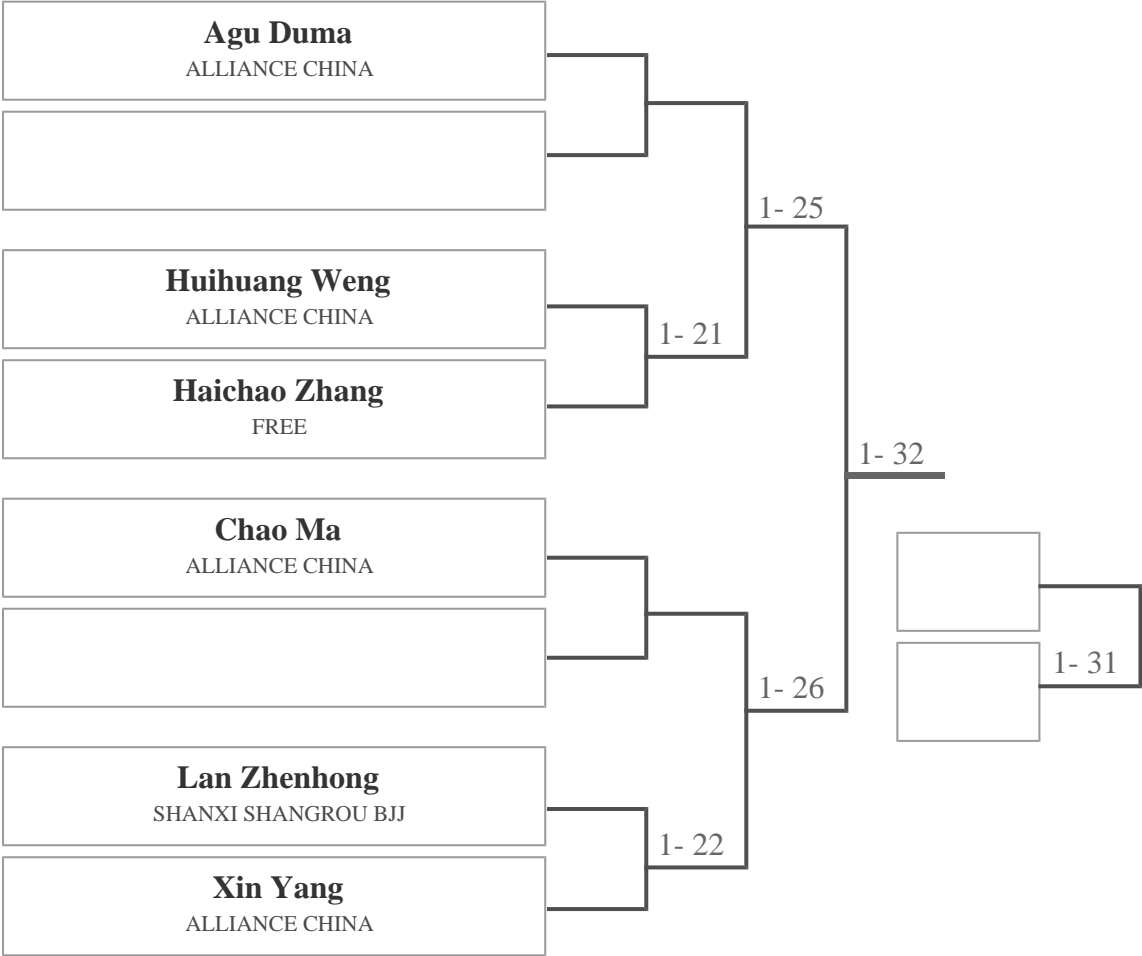 Agu Duma
ALLIANCE CHINA
1- 25
Huihuang Weng
ALLIANCE CHINA
1- 21
Haichao Zhang
FREE
1- 32
Chao Ma
ALLIANCE CHINA
1- 31
1- 26
Lan Zhenhong
SHANXI SHANGROU BJJ
1- 22
Xin Yang
ALLIANCE CHINA